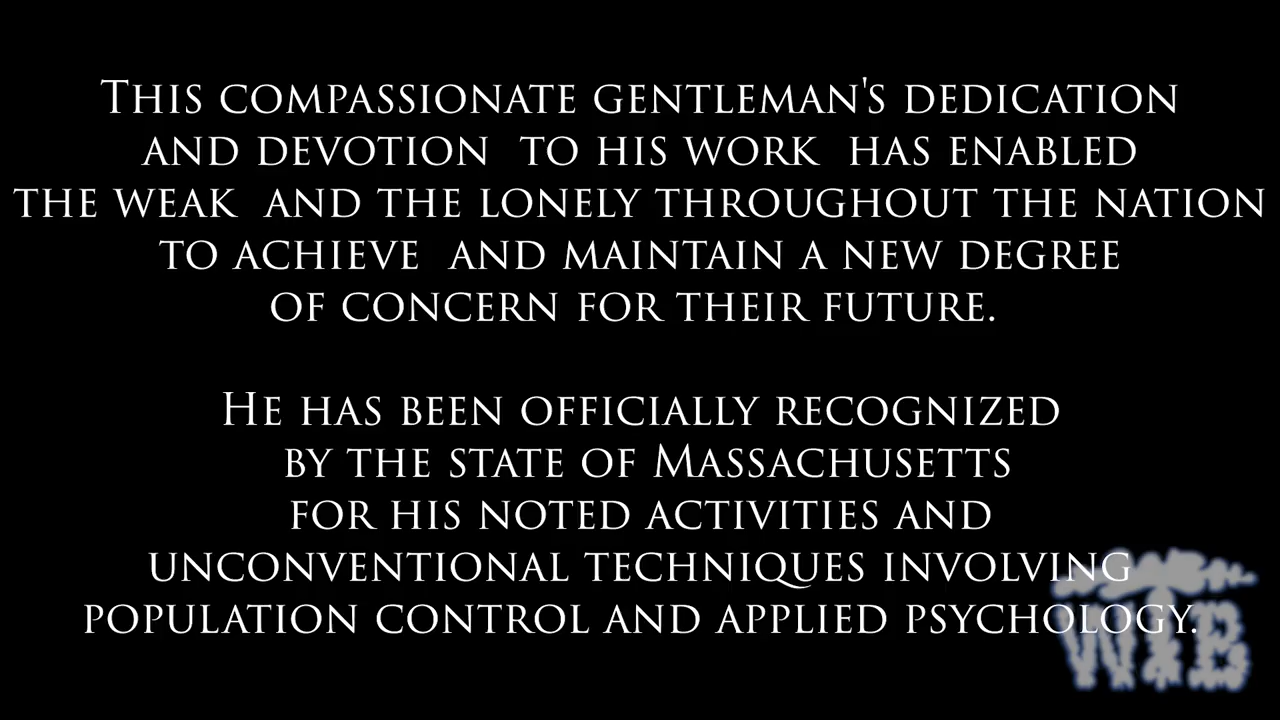 This compassionate gentleman's dedication
and devotion  to his work  has enabled
the weak  and the lonely throughout the nation
to achieve  and maintain a new degree
of concern for their future.
He has been officially recognized
by the state of Massachusetts
for his noted activities and
unconventional techniques involving
population control and applied psychology.
WTB